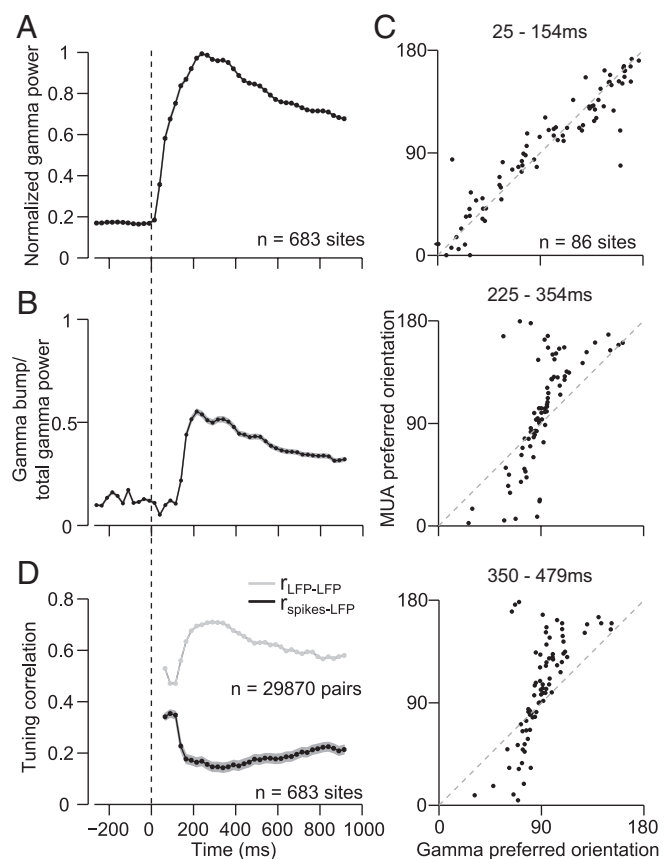 A
Normalized gamma power
1
0.8
0.6
0.4
0.2
0
n = 683 sites
B
Gamma bump/
total gamma power
1
0.5
0
D
Tuning correlation
0.8
0.6
0.4
0.2
0
r LFP-LFP
r spikes-LFP
n = 29870 pairs
n = 683 sites
−200 0 200 400 600 800 1000
Time (ms)
C
25 - 154ms
180
90
0
n = 86 sites
225 - 354ms
MUA preferred orientation
180
90
0
350 - 479ms
180
90
0
0 90 180
Gamma preferred orientation